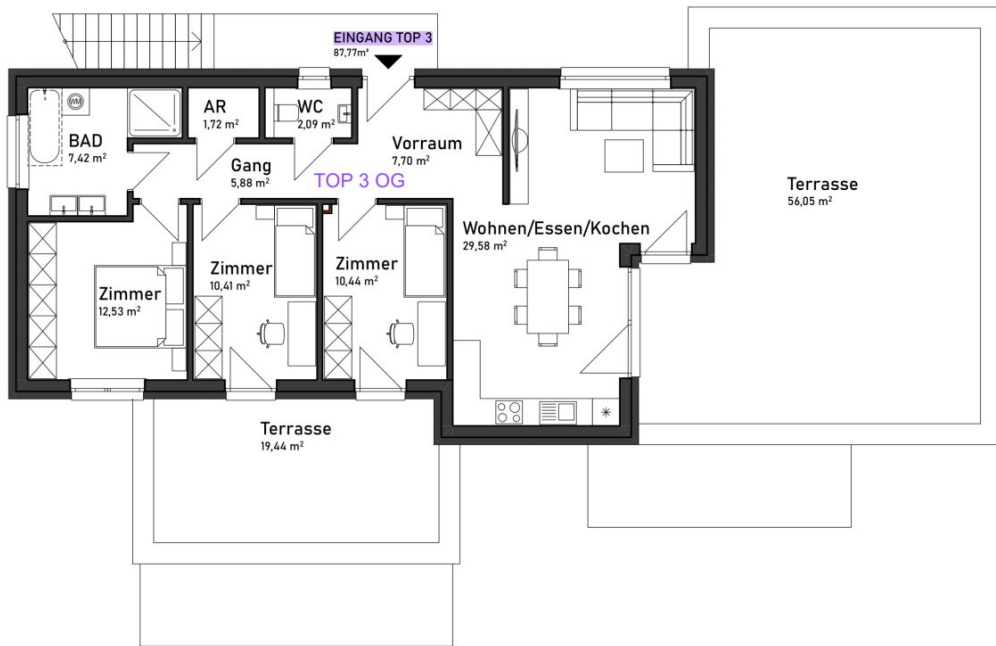 EINGANG TOP 3
87,77m²
AR
1,72 m²
WC
2,09 m²
WM
BAD
7,42 m²
Vorraum
7,70 m²
Gang
5,88 m²
TOP 3 OG
Terrasse
56,05 m²
Wohnen/Essen/Kochen
29,58 m²
Zimmer
12,53 m²
Zimmer
10,41 m²
Zimmer
10,44 m²
Terrasse
19,44 m²